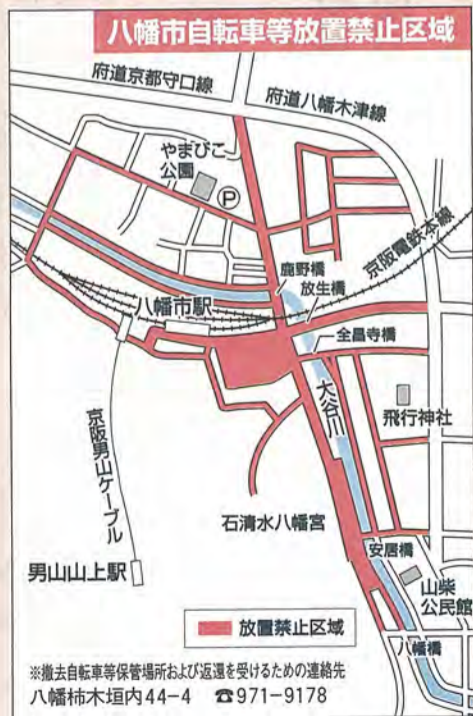 八幡市自転車等放置禁止区域
府道京都守口線
府道八幡木津線
やまびこ
公園
P
京阪電鉄本線
鹿野橋
放生橋
八幡市駅
全昌寺橋
大谷川
飛行神社
京阪男山ケーブル
石清水八幡宮
安居橋
男山山上駅
山柴
公民館
八幡橋
放置禁止区域
※撤去自転車等保管場所および返還を受けるための連絡先
八幡柿木垣内44-4 ☎971-9178